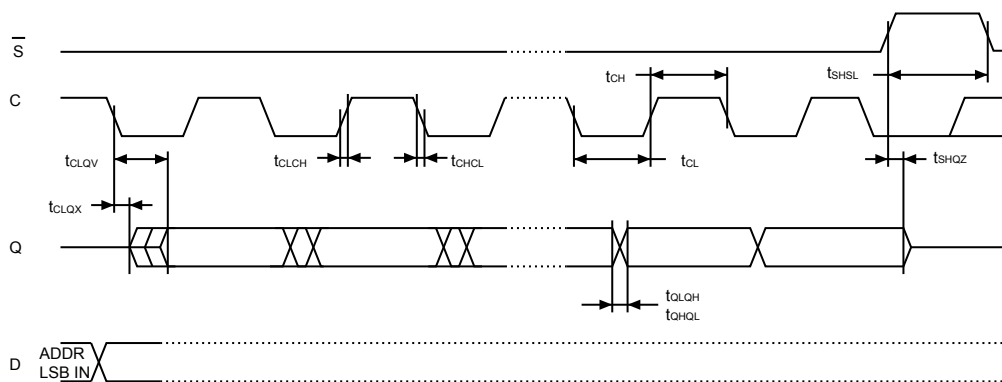 S
tCH
tSHSL
C
tCLQV
tCLCH
tCHCL
tCL
tSHQZ
tCLQX
Q
tQLQH
tQHQL
D
ADDR
LSB IN